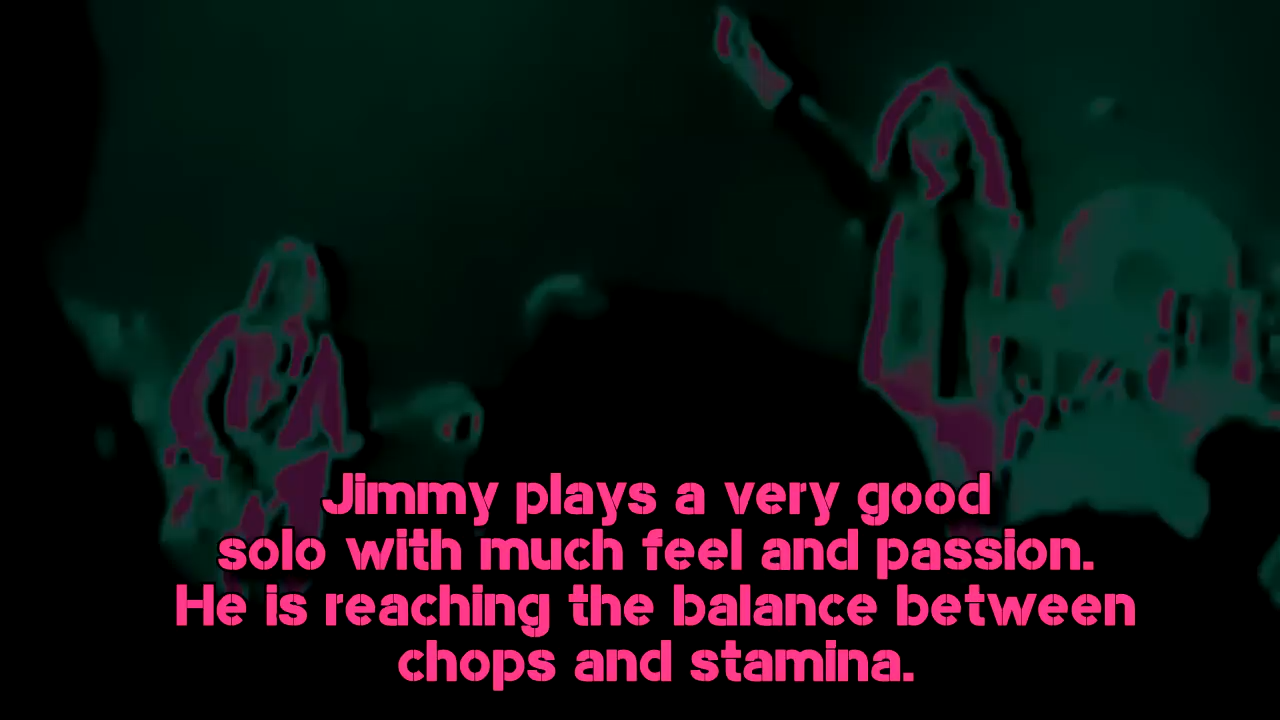 Jimmy plays a very good
solo with much feel and passion.
He is reaching the balance between
chops and stamina.